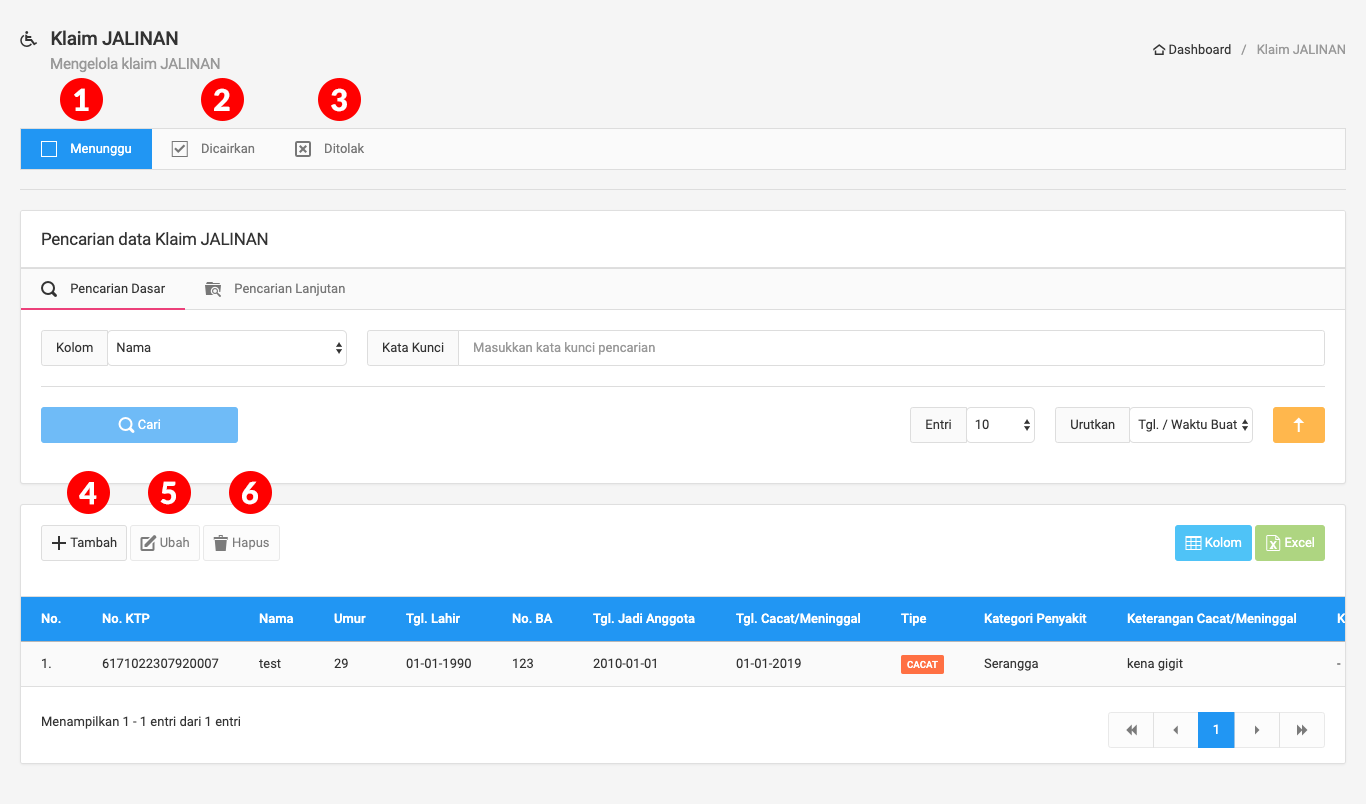 Klaim JALINAN
Mengelola klaim JALINAN
Dashboard / Klaim JALINAN
1 2 3
Menunggu Dicairkan Ditolak
Pencarian data Klaim JALINAN
Pencarian Dasar Pencarian Lanjutan
Kolom Nama Kata Kunci Masukkan kata kunci pencarian
Cari Entri 10 Urutkan Tgl. / Waktu Buat
4 5 6
Tambah Ubah Hapus Kolom Excel
No. No. KTP Nama Umur Tgl. Lahir No. BA Tgl. Jadi Anggota Tgl. Cacat/Meninggal Tipe Kategori Penyakit Keterangan Cacat/Meninggal K
1. 6171022307920007 test 29 01-01-1990 123 2010-01-01 01-01-2019 CACAT Serangga kena gigit -
Menampilkan 1 - 1 entri dari 1 entri
1